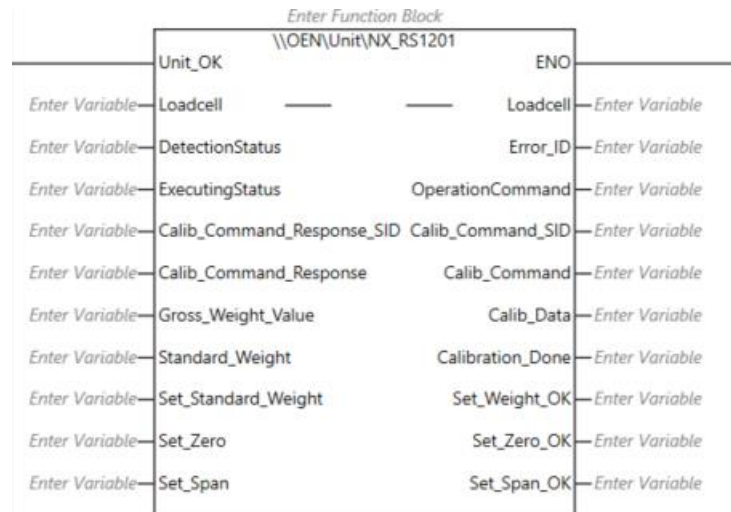 Enter Function Block
\\OEN\Unit\NX_RS1201
Unit_OK ENO
Enter Variable Loadcell Loadcell Enter Variable
Enter Variable DetectionStatus Error_ID Enter Variable
Enter Variable ExecutingStatus OperationCommand Enter Variable
Enter Variable Calib_Command_Response_SID Calib_Command_SID Enter Variable
Enter Variable Calib_Command_Response Calib_Command Enter Variable
Enter Variable Gross_Weight_Value Calib_Data Enter Variable
Enter Variable Standard_Weight Calibration_Done Enter Variable
Enter Variable Set_Standard_Weight Set_Weight_OK Enter Variable
Enter Variable Set_Zero Set_Zero_OK Enter Variable
Enter Variable Set_Span Set_Span_OK Enter Variable